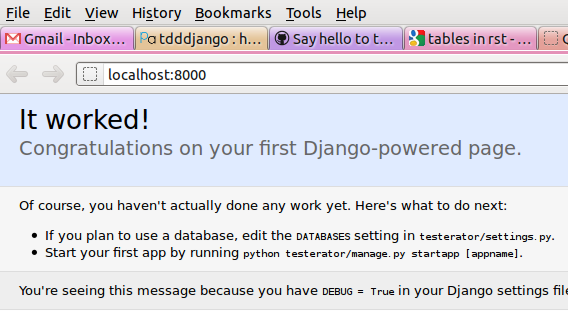 File Edit View History Bookmarks Tools Help
Gmail - Inbox... tdddjango : h... Say hello to t... tables in rst - ...
localhost:8000
It worked!
Congratulations on your first Django-powered page.
Of course, you haven't actually done any work yet. Here's what to do next:
• If you plan to use a database, edit the DATABASES setting in testerator/settings.py.
• Start your first app by running python testerator/manage.py startapp [appname].
You're seeing this message because you have DEBUG = True in your Django settings file